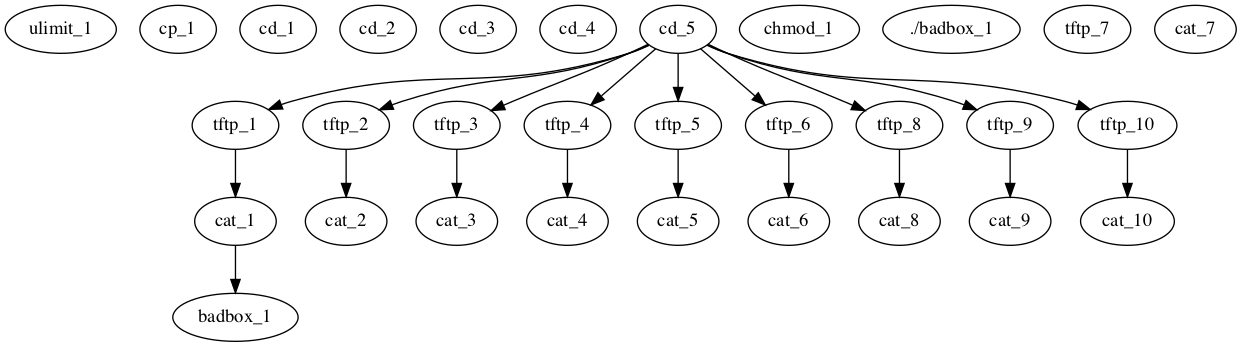 ulimit_1 cp_1 cd_1 cd_2 cd_3 cd_4 cd_5 chmod_1 ./badbox_1 tftp_7 cat_7
tftp_1 tftp_2 tftp_3 tftp_4 tftp_5 tftp_6 tftp_8 tftp_9 tftp_10
cat_1 cat_2 cat_3 cat_4 cat_5 cat_6 cat_8 cat_9 cat_10
badbox_1